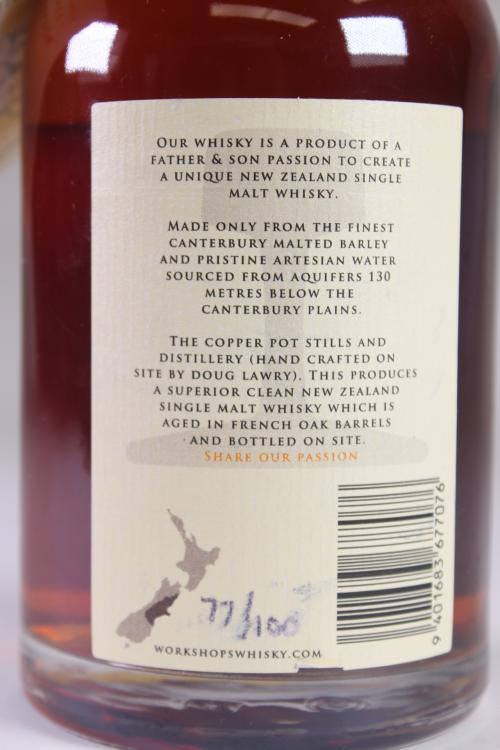 OUR WHISKY IS A PRODUCT OF A
FATHER & SON PASSION TO CREATE
A UNIQUE NEW ZEALAND SINGLE
MALT WHISKY.
MADE ONLY FROM THE FINEST
CANTERBURY MALTED BARLEY
AND PRISTINE ARTESIAN WATER
SOURCED FROM AQUIFERS 130
METRES BELOW THE
CANTERBURY PLAINS.
THE COPPER POT STILLS AND
DISTILLERY (HAND CRAFTED ON
SITE BY DOUG LAWRY). THIS PRODUCES
A SUPERIOR CLEAN NEW ZEALAND
SINGLE MALT WHISKY WHICH IS
AGED IN FRENCH OAK BARRELS
AND BOTTLED ON SITE.
SHARE OUR PASSION
77/100
9 401683 677076
WORKSHOPSWHISKY.COM